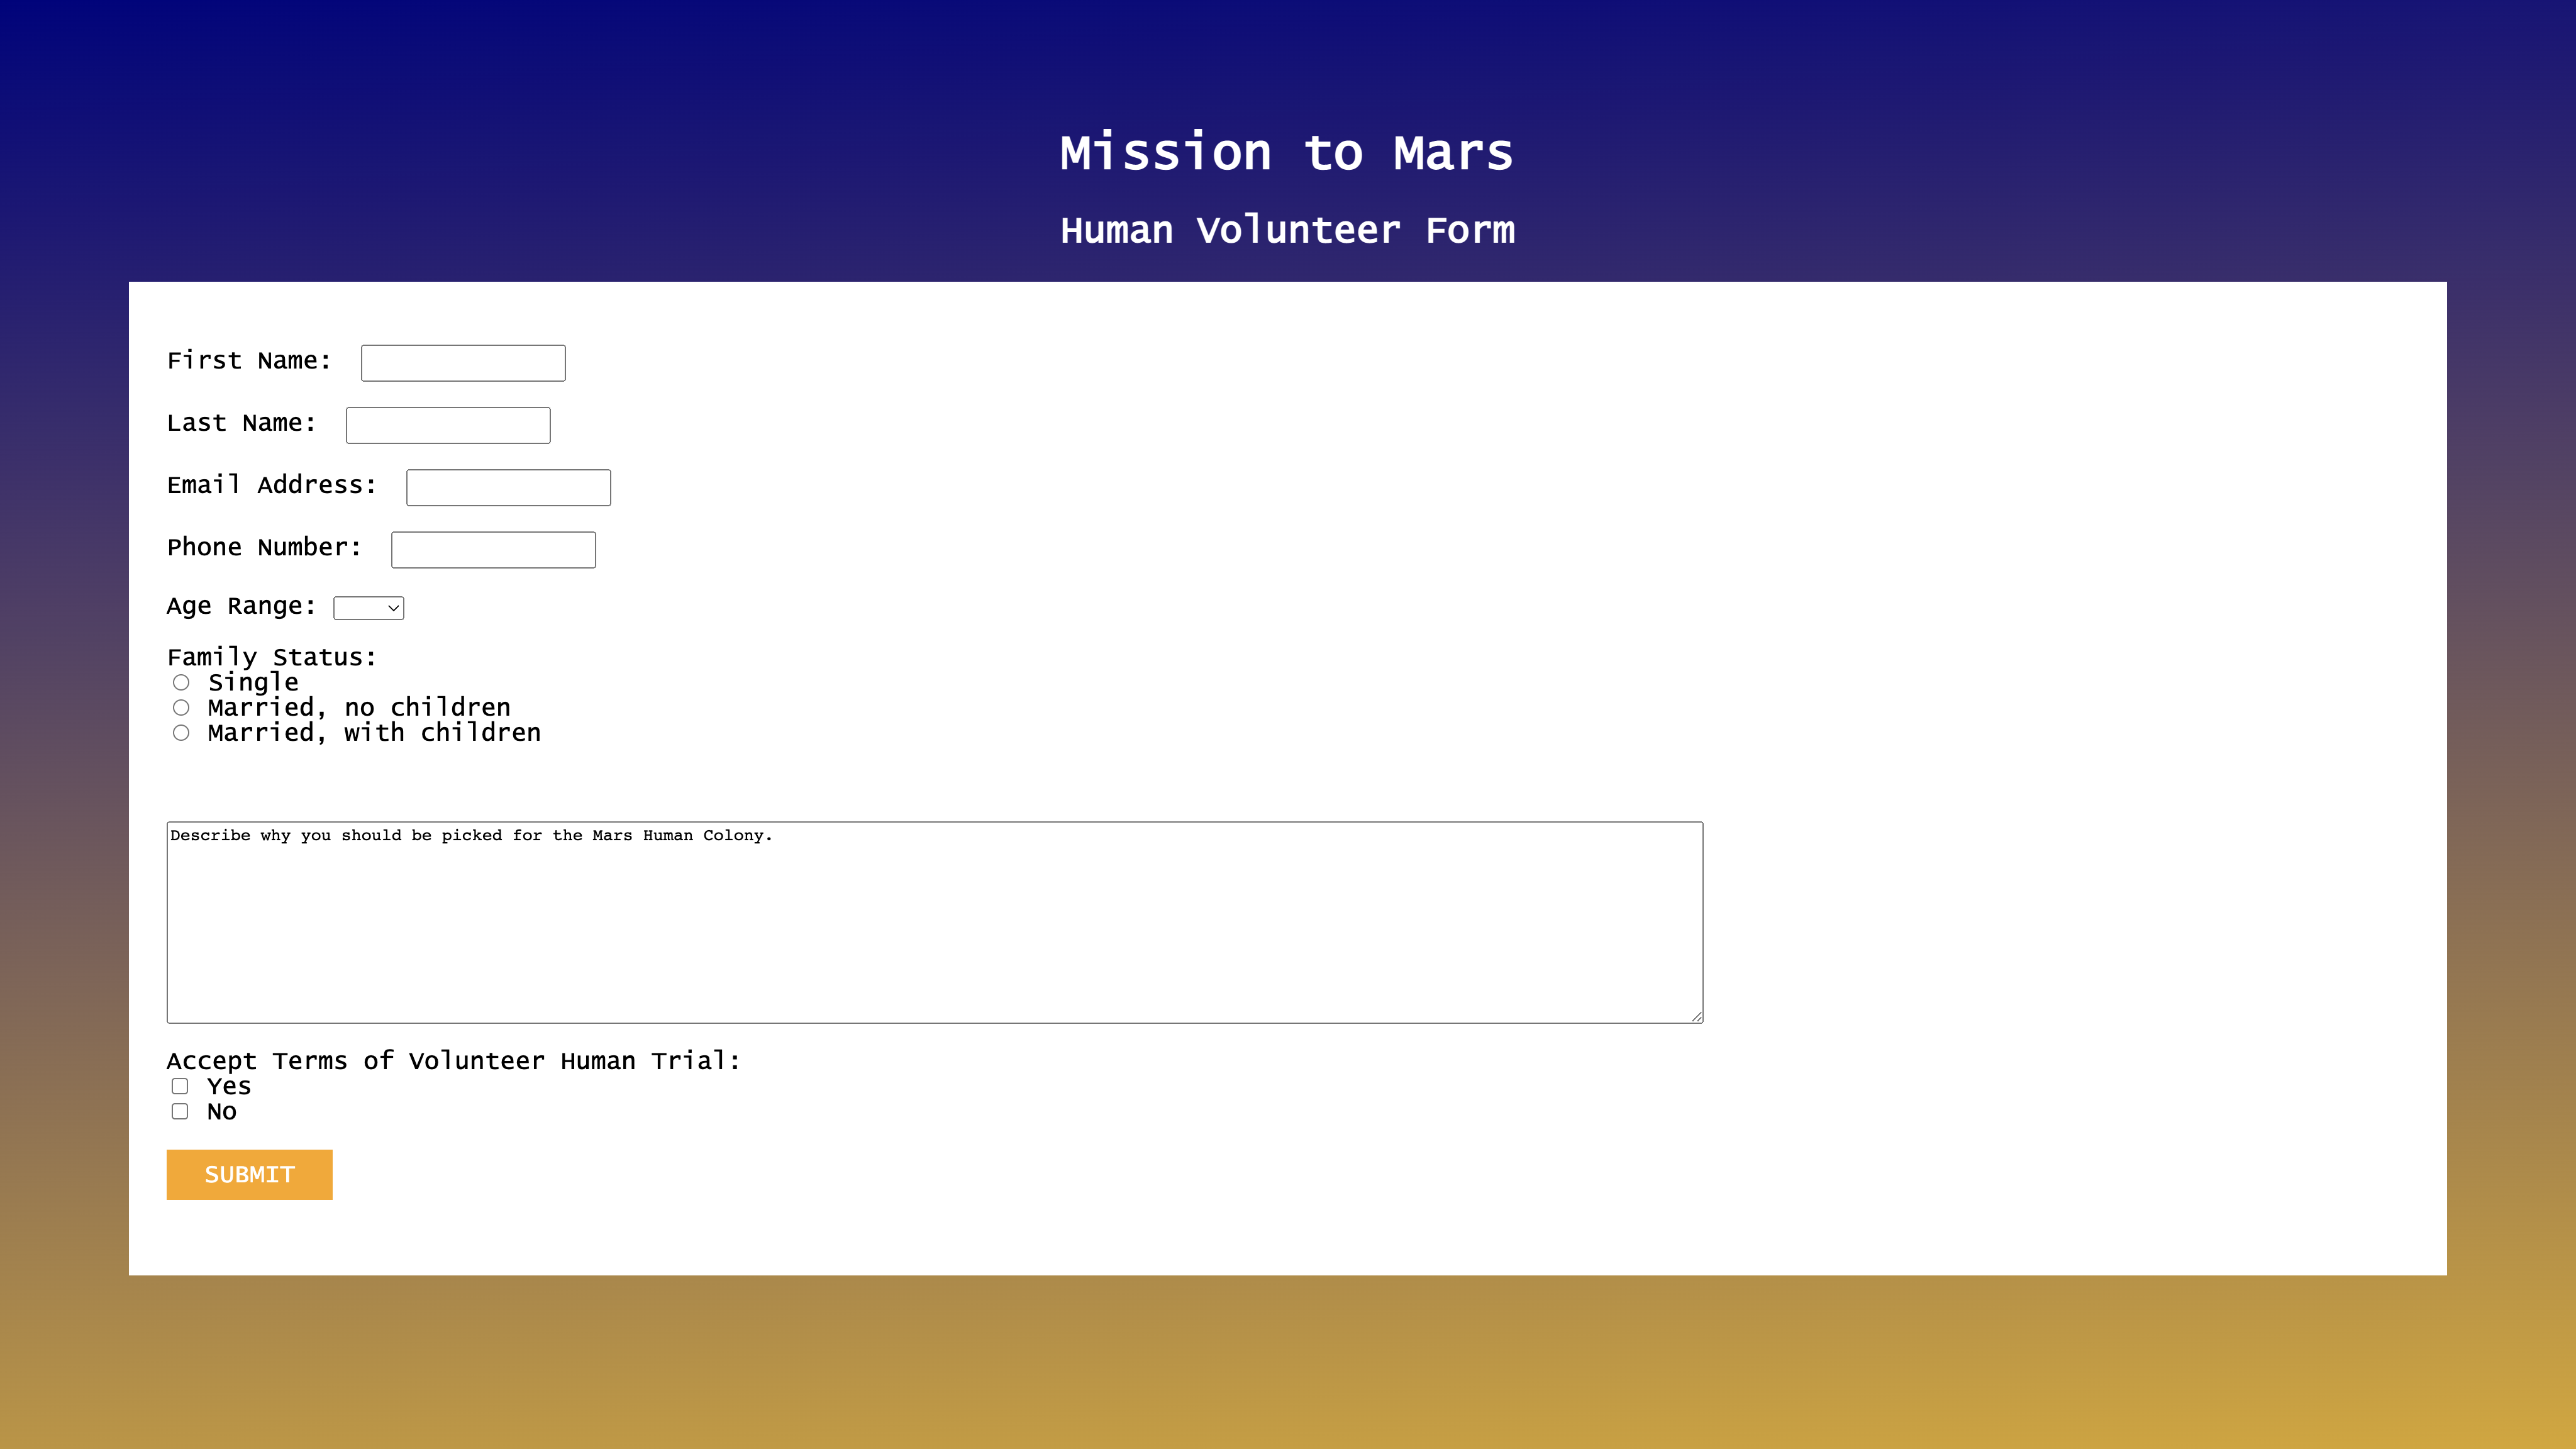 Mission to Mars
Human Volunteer Form
First Name:
Last Name:
Email Address:
Phone Number:
Age Range:
Family Status:
Single
Married, no children
Married, with children
Describe why you should be picked for the Mars Human Colony.
Accept Terms of Volunteer Human Trial:
Yes
No
SUBMIT